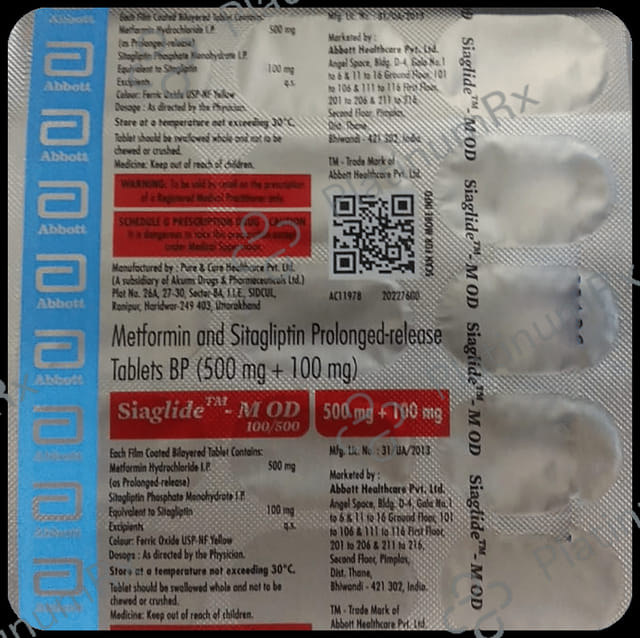 Abbott
Abbott
Abbott
Abbott
Abbott
Abbott
Abbott
Abbott
Each Film Coated Bilayered Tablet Contains:
Metformin Hydrochloride I.P. 500 mg
(as Prolonged-release)
Sitagliptin Phosphate Monohydrate I.P.
Equivalent to Sitagliptin 100 mg
Excipients q.s.
Colour: Ferric Oxide USP-NF Yellow
Dosage : As directed by the Physician.
Store at a temperature not exceeding 30°C.
Tablet should be swallowed whole and not to be
chewed or crushed.
Medicine: Keep out of reach of children.
WARNING: To be sold by retail on the prescription
of a Registered Medical Practitioner only.
SCHEDULE G PRESCRIPTION DRUG - CAUTION
It is dangerous to take this preparation except
under Medical Supervision.
Manufactured by : Pure & Cure Healthcare Pvt. Ltd.
(A subsidiary of Akums Drugs & Pharmaceuticals Ltd.)
Plot No. 26A, 27-30, Sector-8A, I.I.E., SIDCUL,
Ranipur, Haridwar-249 403, Uttarakhand
Mfg. Lic. No : 31/UA/2013
Marketed by :
Abbott Healthcare Pvt. Ltd.
Angel Space, Bldg. D-4, Gala No.1
to 6 & 11 to 16 Ground Floor, 101
to 106 & 111 to 116 First Floor,
201 to 206 & 211 to 216,
Second Floor, Pimplas,
Dist. Thane,
Bhiwandi - 421 302, India.
TM - Trade Mark of
Abbott Healthcare Pvt. Ltd.
SCAN FOR MORE INFO
AC11978 20227600
Metformin and Sitagliptin Prolonged-release
Tablets BP (500 mg + 100 mg)
Siaglide™ - M OD 500 mg + 100 mg
100/500
Each Film Coated Bilayered Tablet Contains:
Metformin Hydrochloride I.P. 500 mg
(as Prolonged-release)
Sitagliptin Phosphate Monohydrate I.P.
Equivalent to Sitagliptin 100 mg
Excipients q.s.
Colour: Ferric Oxide USP-NF Yellow
Dosage : As directed by the Physician.
Store at a temperature not exceeding 30°C.
Tablet should be swallowed whole and not to be
chewed or crushed.
Medicine: Keep out of reach of children.
Mfg. Lic. No : 31/UA/2013
Marketed by :
Abbott Healthcare Pvt. Ltd.
Angel Space, Bldg. D-4, Gala No.1
to 6 & 11 to 16 Ground Floor, 101
to 106 & 111 to 116 First Floor,
201 to 206 & 211 to 216,
Second Floor, Pimplas,
Dist. Thane,
Bhiwandi - 421 302, India.
TM - Trade Mark of
Abbott Healthcare Pvt. Ltd.
Siaglide™ - M OD
Siaglide™ - M OD
Siaglide™ - M OD
Siaglide™ - M OD
PlatinumRx